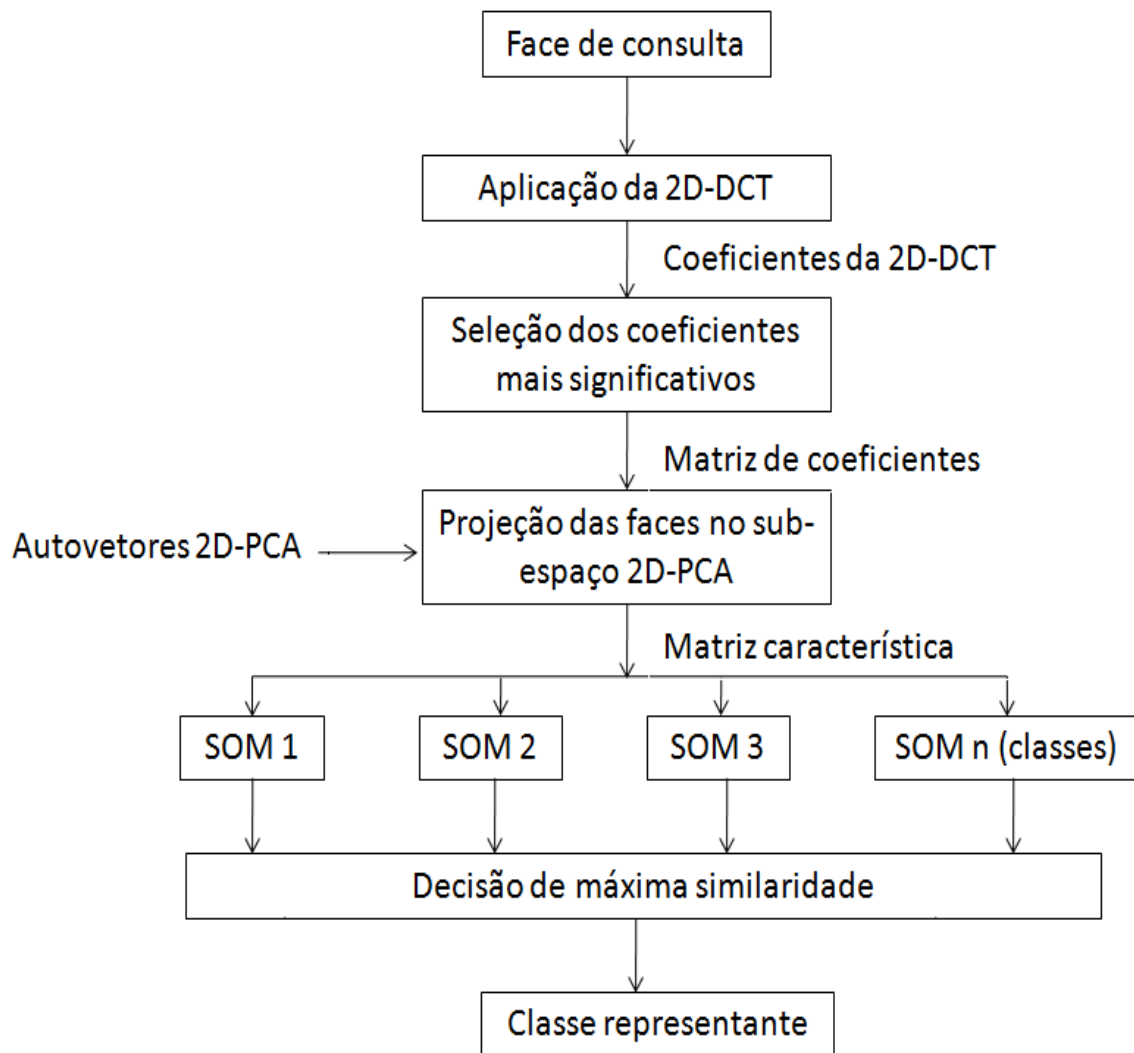 Face de consulta
Aplicação da 2D-DCT
Coeficientes da 2D-DCT
Seleção dos coeficientes
mais significativos
Matriz de coeficientes
Autovetores 2D-PCA
Projeção das faces no sub-
espaço 2D-PCA
Matriz característica
SOM 1
SOM 2
SOM 3
SOM n (classes)
Decisão de máxima similaridade
Classe representante